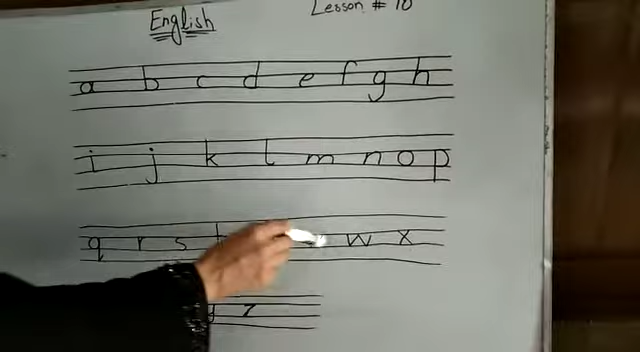 English Lesson # 10
a b c d e f g h
i j k l m n o p
q r s t w x
y z